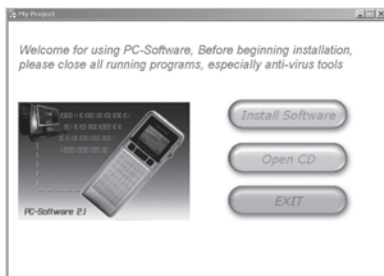 My Project
Welcome for using PC-Software, Before beginning installation,
please close all running programs, especially anti-virus tools
Install Software
Open CD
EXIT
PC-Software 2.1